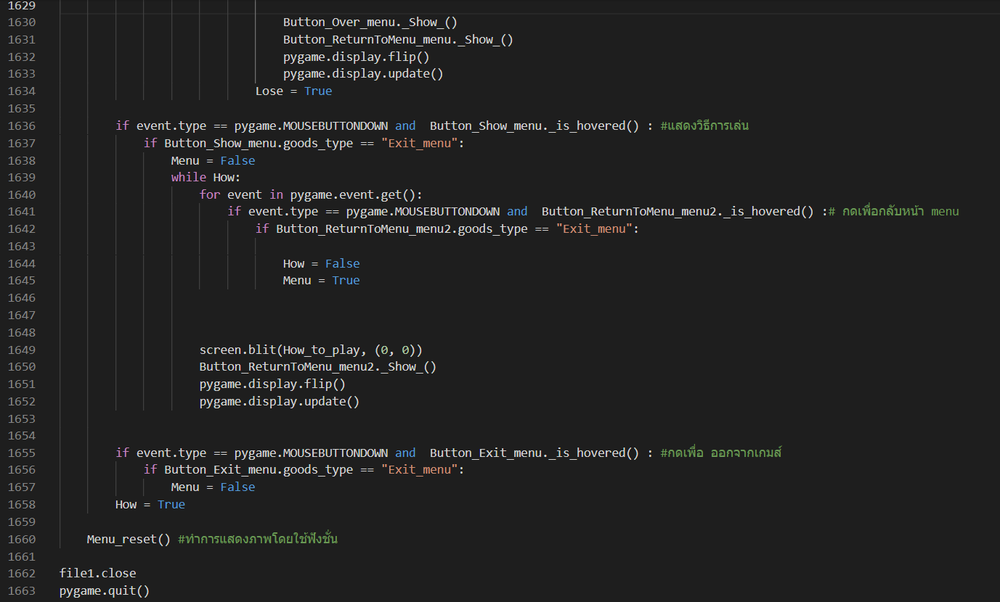 1629
1630 Button_Over_menu._Show_()
1631 Button_ReturnToMenu_menu._Show_()
1632 pygame.display.flip()
1633 pygame.display.update()
1634 Lose = True
1635
1636 if event.type == pygame.MOUSEBUTTONDOWN and  Button_Show_menu._is_hovered() : #แสดงวิธีการเล่น
1637 if Button_Show_menu.goods_type == "Exit_menu":
1638 Menu = False
1639 while How:
1640 for event in pygame.event.get():
1641 if event.type == pygame.MOUSEBUTTONDOWN and  Button_ReturnToMenu_menu2._is_hovered() :# กดเพื่อกลับหน้า menu
1642 if Button_ReturnToMenu_menu2.goods_type == "Exit_menu":
1643
1644 How = False
1645 Menu = True
1646
1647
1648
1649 screen.blit(How_to_play, (0, 0))
1650 Button_ReturnToMenu_menu2._Show_()
1651 pygame.display.flip()
1652 pygame.display.update()
1653
1654
1655 if event.type == pygame.MOUSEBUTTONDOWN and  Button_Exit_menu._is_hovered() : #กดเพื่อ ออกจากเกมส์
1656 if Button_Exit_menu.goods_type == "Exit_menu":
1657 Menu = False
1658 How = True
1659
1660 Menu_reset() #ทำการแสดงภาพโดยใช้ฟังชั่น
1661
1662 file1.close
1663 pygame.quit()